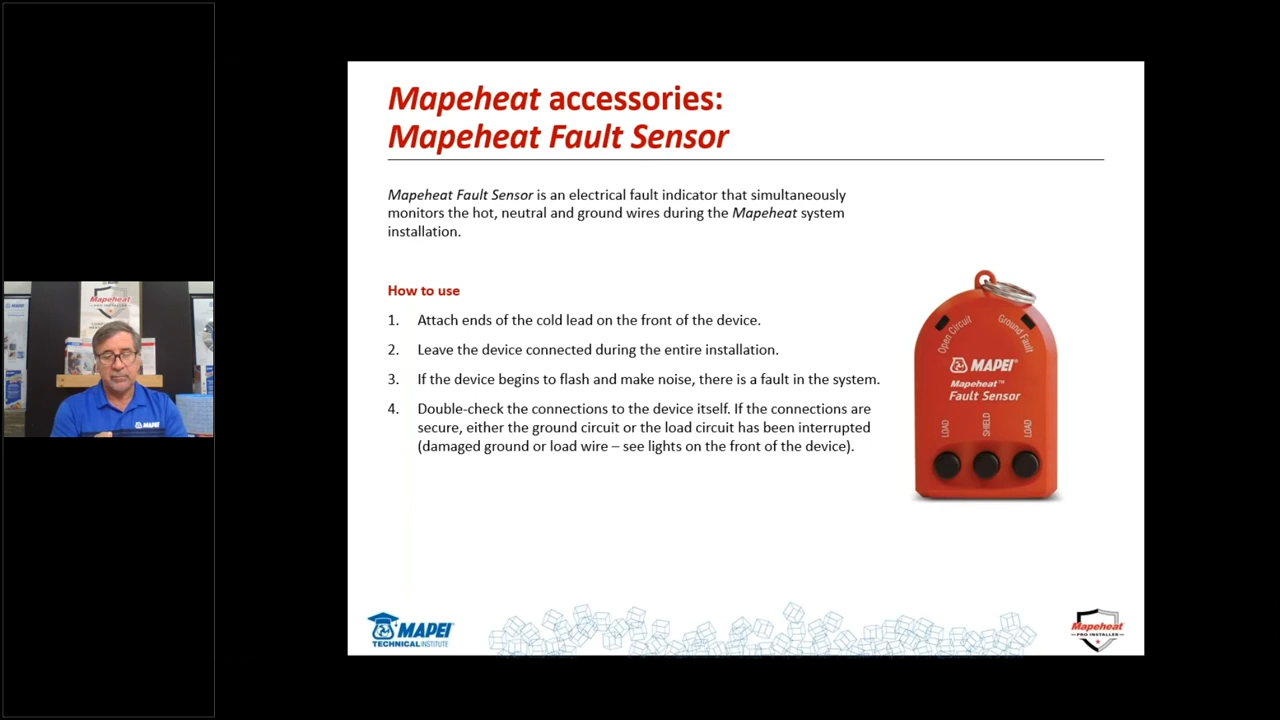 Mapeheat accessories:
Mapeheat Fault Sensor
Mapeheat Fault Sensor is an electrical fault indicator that simultaneously
monitors the hot, neutral and ground wires during the Mapeheat system
installation.
How to use
1. Attach ends of the cold lead on the front of the device.
2. Leave the device connected during the entire installation.
3. If the device begins to flash and make noise, there is a fault in the system.
4. Double-check the connections to the device itself. If the connections are
secure, either the ground circuit or the load circuit has been interrupted
(damaged ground or load wire – see lights on the front of the device).
Open Circuit
Ground Fault
MAPEI®
Mapeheat™
Fault Sensor
LOAD
SHIELD
LOAD
Mapeheat
PRO INSTALLER
MAPEI
MAPEI
TECHNICAL INSTITUTE
Mapeheat
PRO INSTALLER